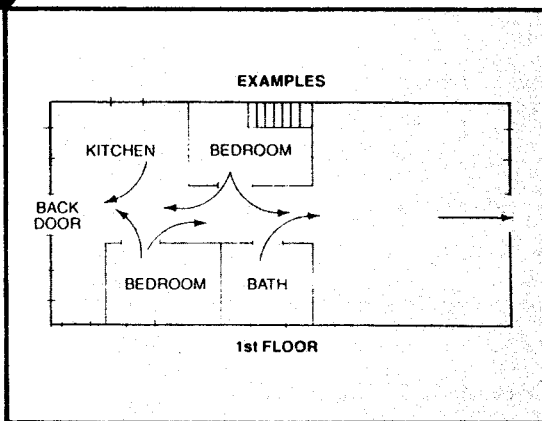 EXAMPLES
KITCHEN
BEDROOM
BACK
DOOR
BEDROOM
BATH
1st FLOOR